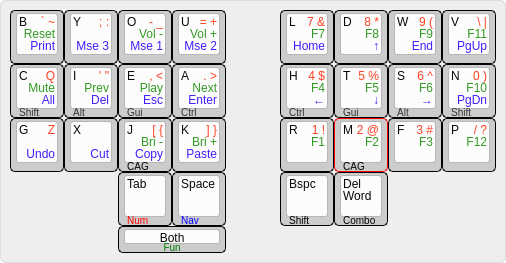 B ` ~ Y ; : O - _ U = + L 7 & D 8 * W 9 ( V \ |
Reset Vol - Vol + F7 F8 F9 F11
Print Mse 3 Mse 1 Mse 2 Home ↑ End PgUp
C Q I ' " E , < A . > H 4 $ T 5 % S 6 ^ N 0 )
Mute Prev Play Next F4 F5 F6 F10
All Del Esc Enter ← ↓ → PgDn
Shift Alt Gui Ctrl Ctrl Gui Alt Shift
G Z X J [ { K ] } R 1 ! M 2 @ F 3 # P / ?
Bri - Bri + F1 F2 F3 F12
Undo Cut Copy Paste
CAG CAG
Tab Space Bspc Del
Word
Num Nav Shift Combo
Both
Fun